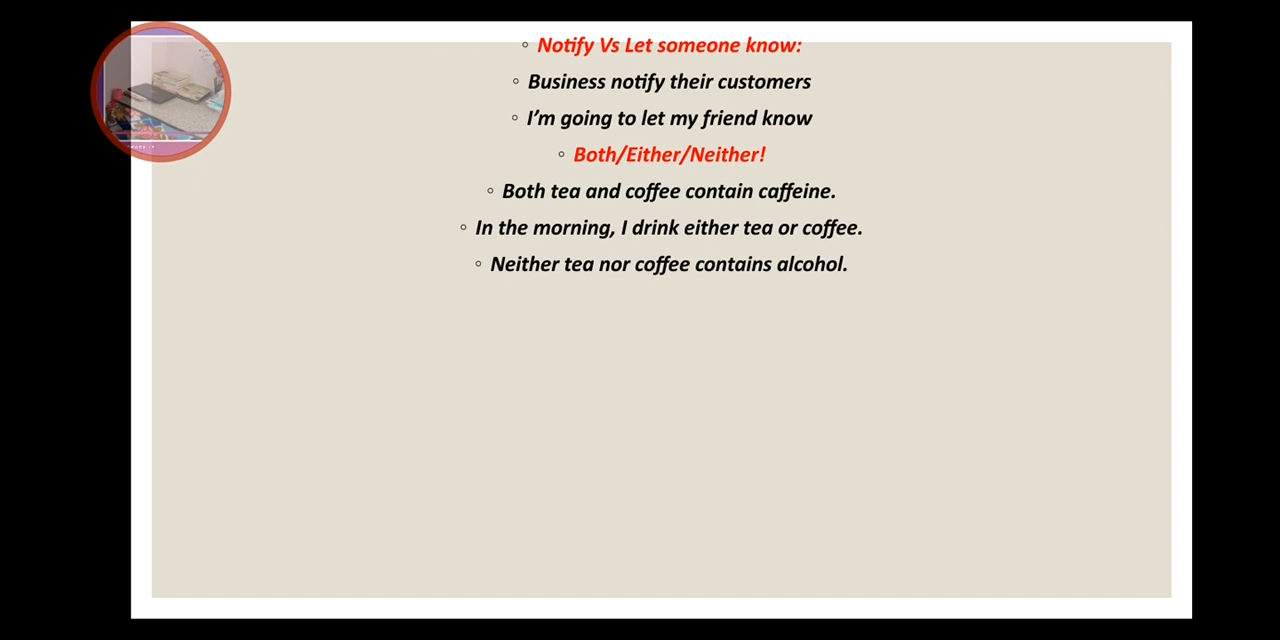 Notify Vs Let someone know:
Business notify their customers
I'm going to let my friend know
Both/Either/Neither!
Both tea and coffee contain caffeine.
In the morning, I drink either tea or coffee.
Neither tea nor coffee contains alcohol.